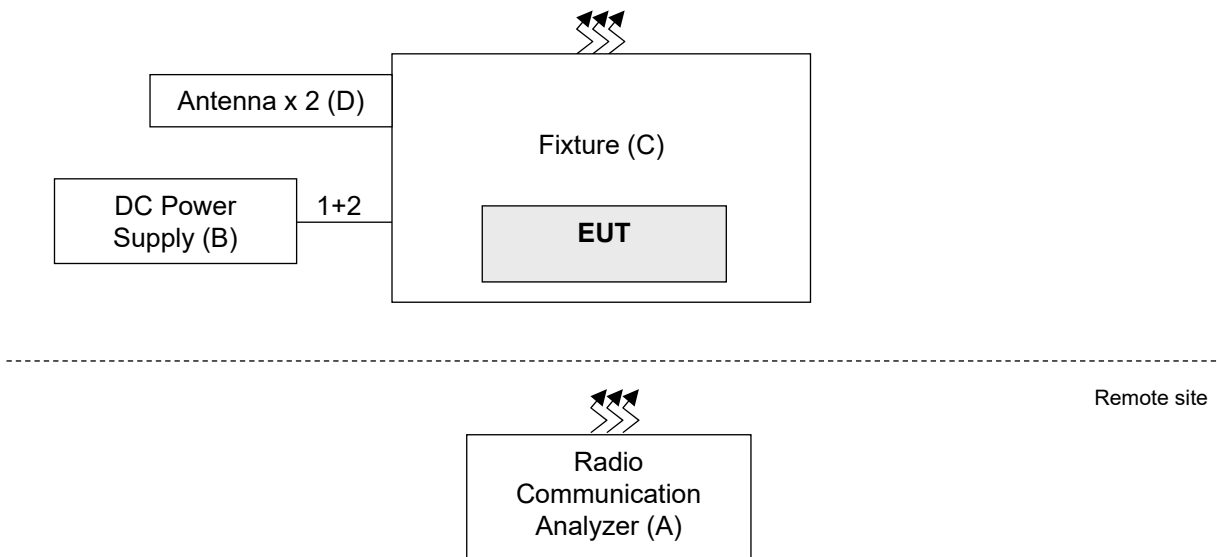 Antenna x 2 (D)
Fixture (C)
DC Power
Supply (B)
1+2
EUT
Remote site
Radio
Communication
Analyzer (A)